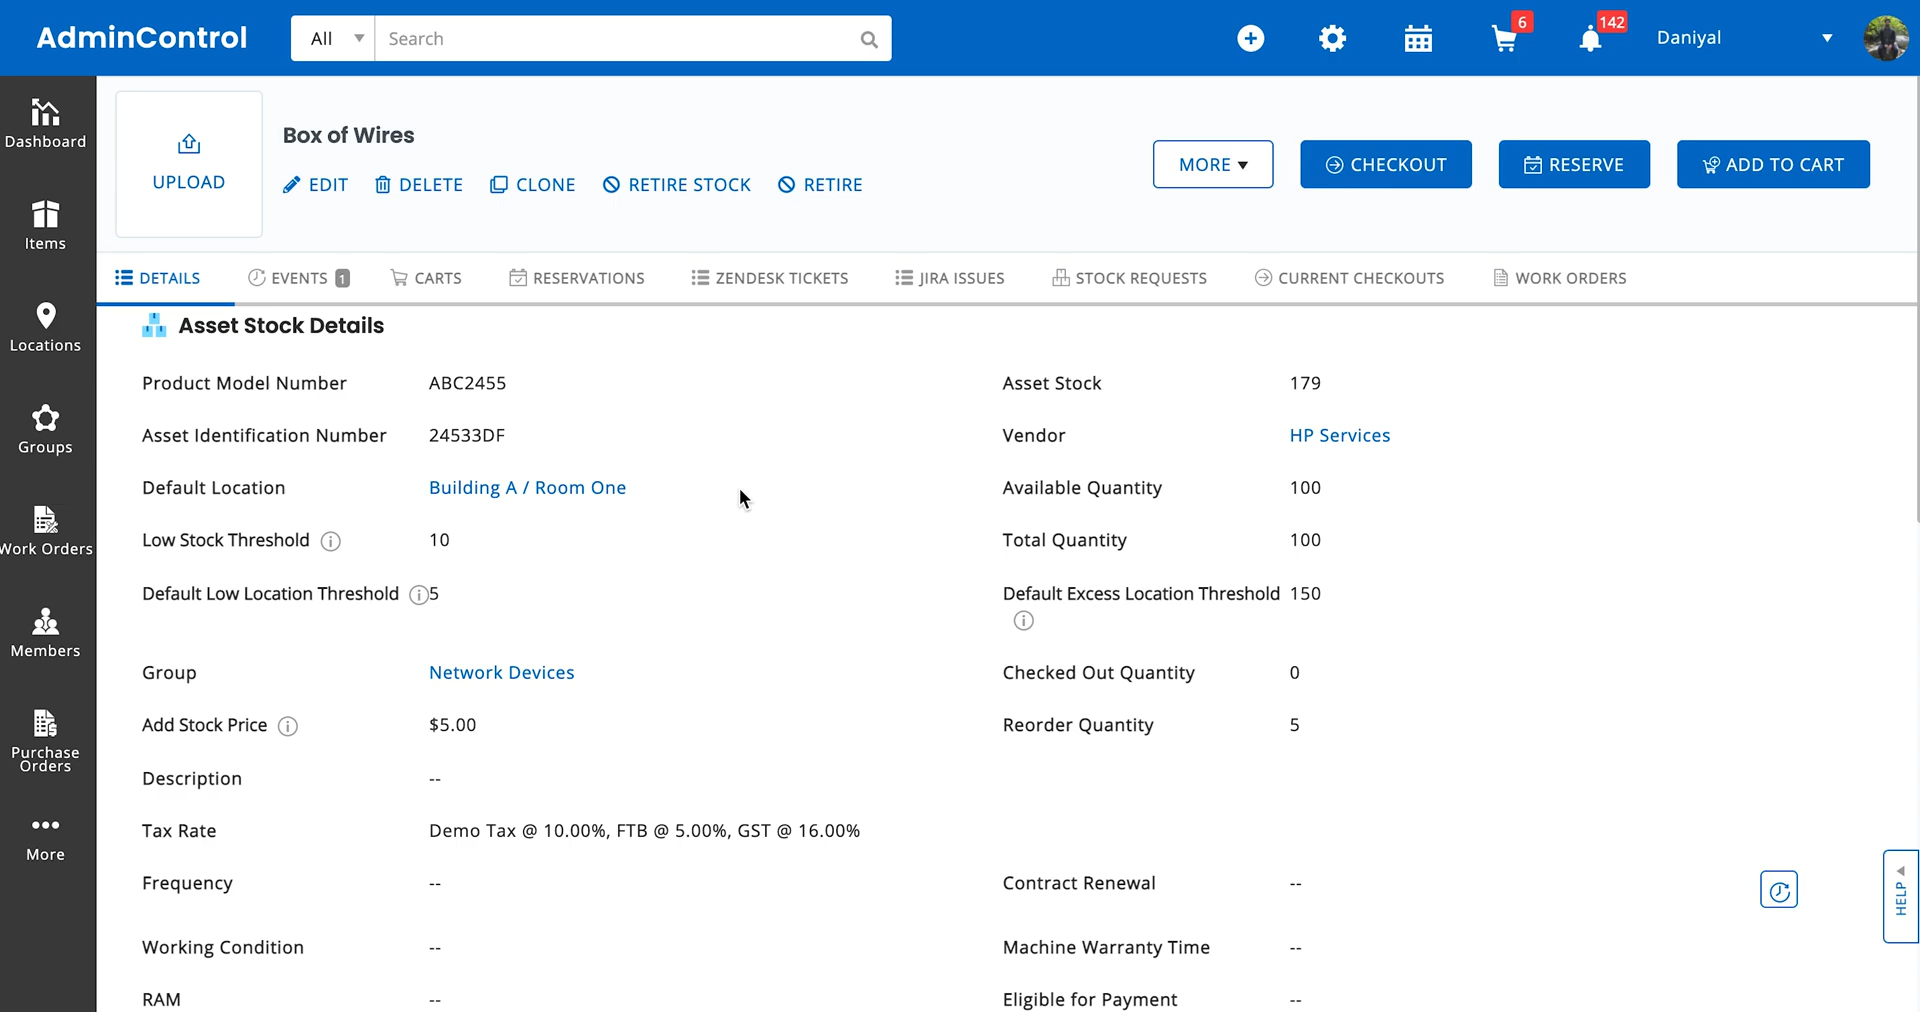 AdminControl
All
Search
6
142
Daniyal
Dashboard
Items
Locations
Groups
Work Orders
Members
Purchase
Orders
More
UPLOAD
Box of Wires
EDIT
DELETE
CLONE
RETIRE STOCK
RETIRE
MORE
CHECKOUT
RESERVE
ADD TO CART
DETAILS
EVENTS 1
CARTS
RESERVATIONS
ZENDESK TICKETS
JIRA ISSUES
STOCK REQUESTS
CURRENT CHECKOUTS
WORK ORDERS
Asset Stock Details
Product Model Number ABC2455
Asset Stock 179
Asset Identification Number 24533DF
Vendor HP Services
Default Location Building A / Room One
Available Quantity 100
Low Stock Threshold 10
Total Quantity 100
Default Low Location Threshold 5
Default Excess Location Threshold 150
Group Network Devices
Checked Out Quantity 0
Add Stock Price $5.00
Reorder Quantity 5
Description --
Tax Rate Demo Tax @ 10.00%, FTB @ 5.00%, GST @ 16.00%
Frequency --
Contract Renewal --
Working Condition --
Machine Warranty Time --
RAM --
Eligible for Payment --
HELP